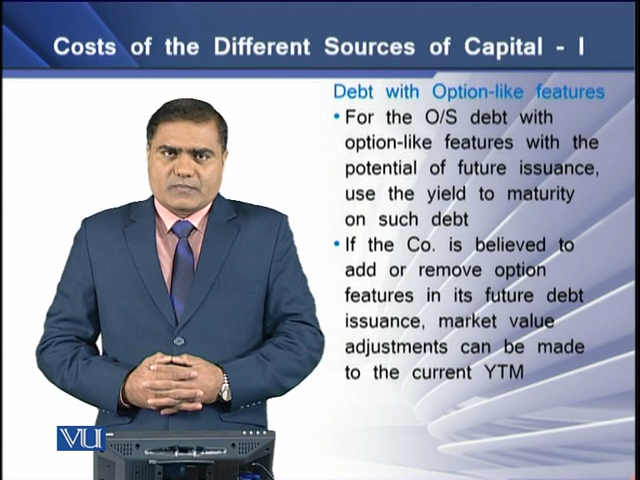 Costs of the Different Sources of Capital - I
Debt with Option-like features
• For the O/S debt with
option-like features with the
potential of future issuance,
use the yield to maturity
on such debt
• If the Co. is believed to
add or remove option
features in its future debt
issuance, market value
adjustments can be made
to the current YTM
VU